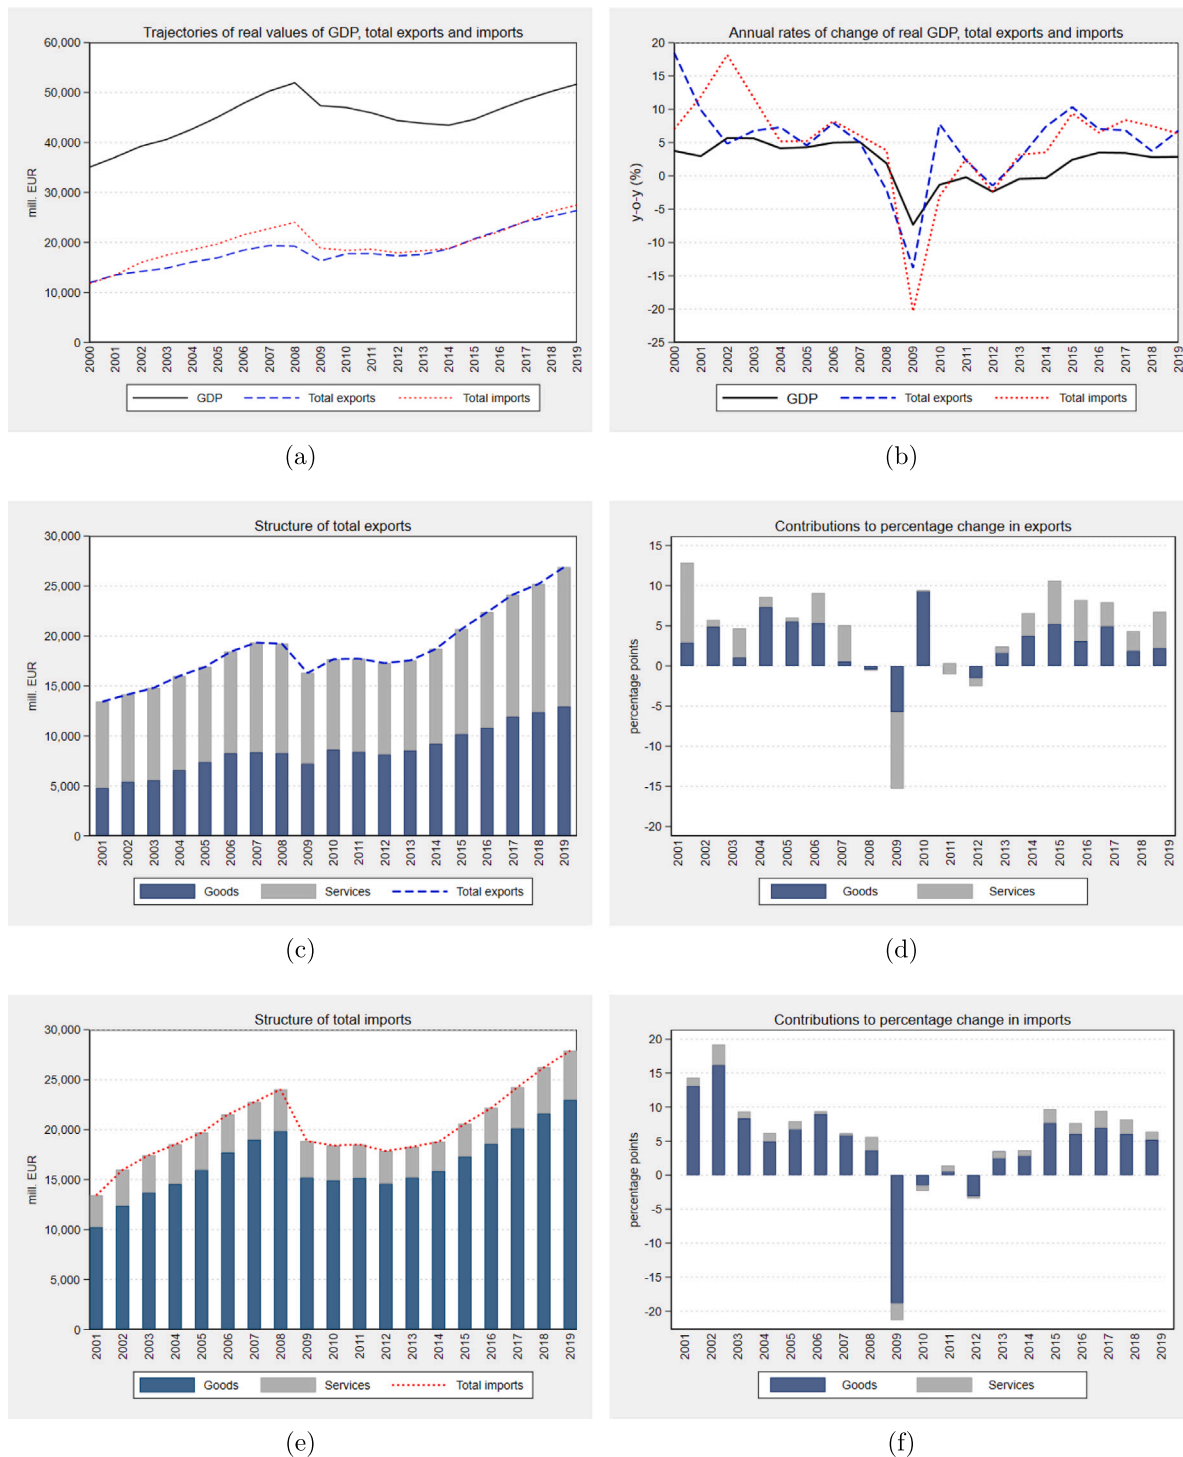 Trajectories of real values of GDP, total exports and imports
60,000
50,000
40,000
30,000
20,000
10,000
0
mill. EUR
2000 2001 2002 2003 2004 2005 2006 2007 2008 2009 2010 2011 2012 2013 2014 2015 2016 2017 2018 2019
GDP Total exports Total imports
(a)
Annual rates of change of real GDP, total exports and imports
20
15
10
5
0
-5
-10
-15
-20
-25
y-o-y (%)
2000 2001 2002 2003 2004 2005 2006 2007 2008 2009 2010 2011 2012 2013 2014 2015 2016 2017 2018 2019
GDP Total exports Total imports
(b)
Structure of total exports
30,000
25,000
20,000
15,000
10,000
5,000
0
mill. EUR
2001 2002 2003 2004 2005 2006 2007 2008 2009 2010 2011 2012 2013 2014 2015 2016 2017 2018 2019
Goods Services Total exports
(c)
Contributions to percentage change in exports
15
10
5
0
-5
-10
-15
-20
percentage points
2001 2002 2003 2004 2005 2006 2007 2008 2009 2010 2011 2012 2013 2014 2015 2016 2017 2018 2019
Goods Services
(d)
Structure of total imports
30,000
25,000
20,000
15,000
10,000
5,000
0
mill. EUR
2001 2002 2003 2004 2005 2006 2007 2008 2009 2010 2011 2012 2013 2014 2015 2016 2017 2018 2019
Goods Services Total imports
(e)
Contributions to percentage change in imports
20
15
10
5
0
-5
-10
-15
-20
percentage points
2001 2002 2003 2004 2005 2006 2007 2008 2009 2010 2011 2012 2013 2014 2015 2016 2017 2018 2019
Goods Services
(f)